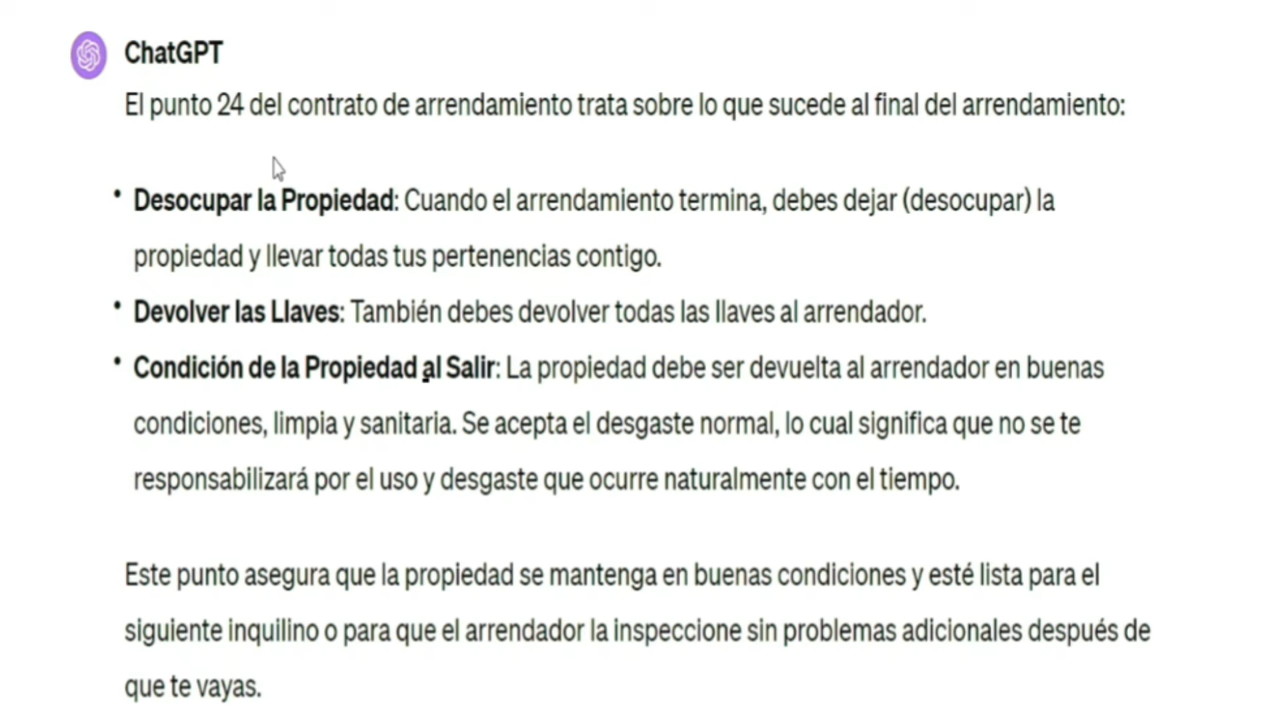 ChatGPT
El punto 24 del contrato de arrendamiento trata sobre lo que sucede al final del arrendamiento:
• Desocupar la Propiedad: Cuando el arrendamiento termina, debes dejar (desocupar) la
propiedad y llevar todas tus pertenencias contigo.
• Devolver las Llaves: También debes devolver todas las llaves al arrendador.
• Condición de la Propiedad al Salir: La propiedad debe ser devuelta al arrendador en buenas
condiciones, limpia y sanitaria. Se acepta el desgaste normal, lo cual significa que no se te
responsabilizará por el uso y desgaste que ocurre naturalmente con el tiempo.
Este punto asegura que la propiedad se mantenga en buenas condiciones y esté lista para el
siguiente inquilino o para que el arrendador la inspeccione sin problemas adicionales después de
que te vayas.